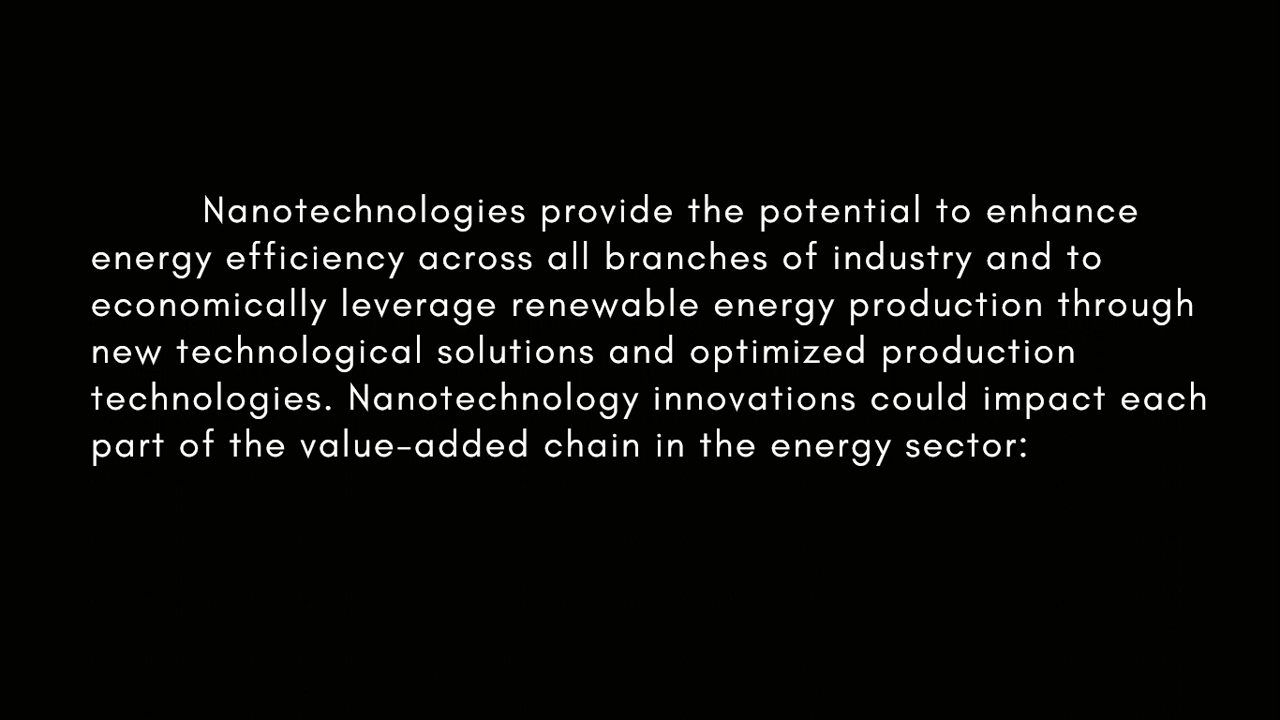 Nanotechnologies provide the potential to enhance
energy efficiency across all branches of industry and to
economically leverage renewable energy production through
new technological solutions and optimized production
technologies. Nanotechnology innovations could impact each
part of the value-added chain in the energy sector: